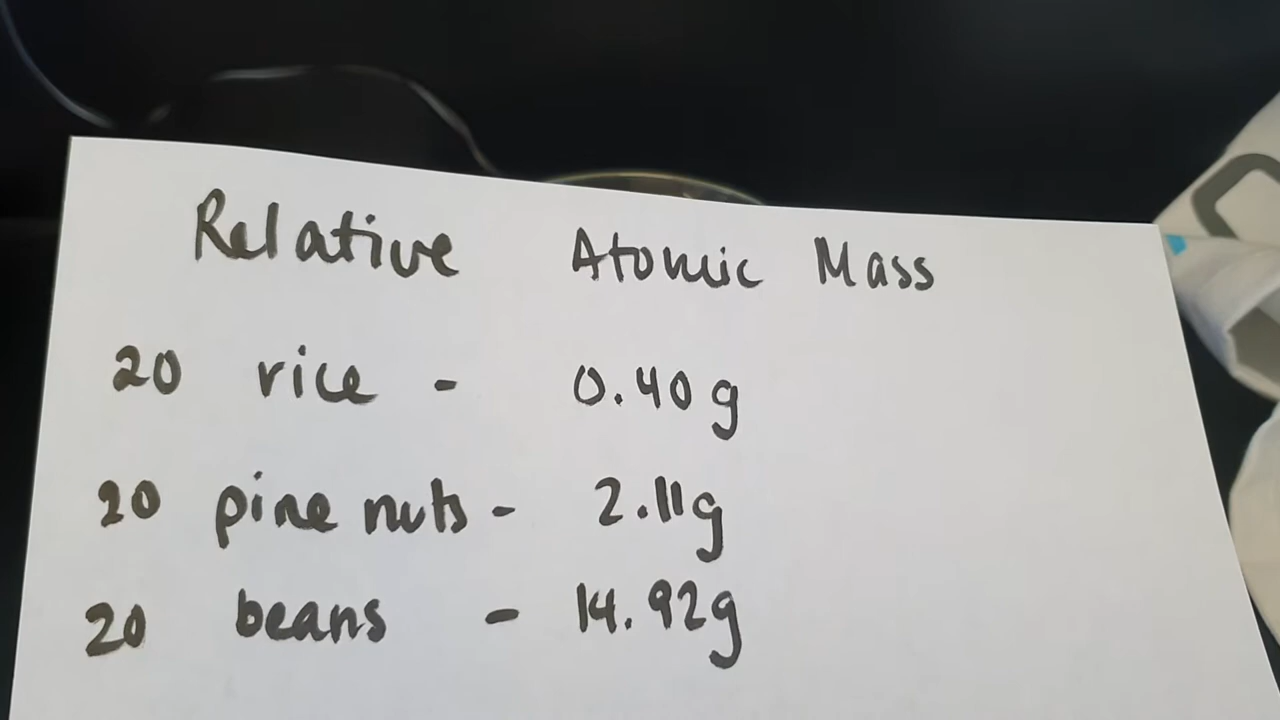 Relative Atomic Mass
20 rice - 0.40g
20 pine nuts - 2.11g
20 beans - 14.92g